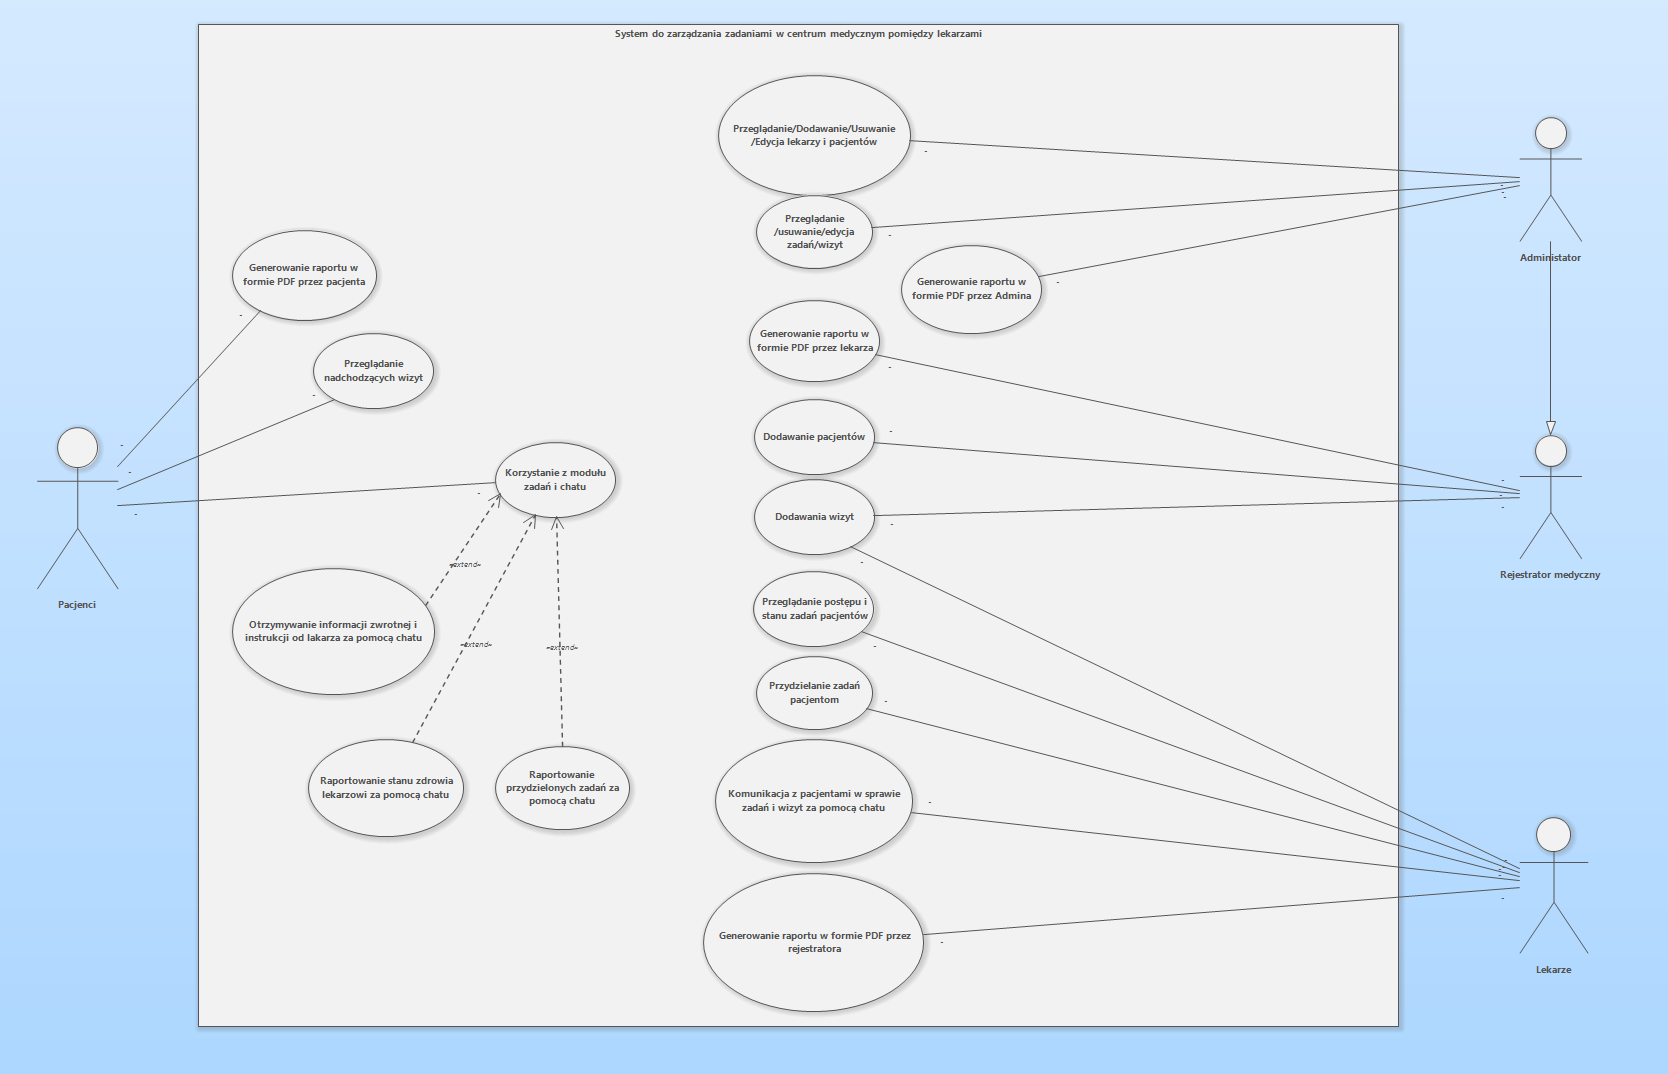 System do zarządzania zadaniami w centrum medycznym pomiędzy lekarzami
Przeglądanie/Dodawanie/Usuwanie
/Edycja lekarzy i pacjentów
Przeglądanie
/usuwanie/edycja
zadań/wizyt
Generowanie raportu w
formie PDF przez Admina
Administator
Generowanie raportu w
formie PDF przez pacjenta
Przeglądanie
nadchodzących wizyt
Generowanie raportu w
formie PDF przez lekarza
Dodawanie pacjentów
Korzystanie z modułu
zadań i chatu
Dodawania wizyt
Rejestrator medyczny
Pacjenci
«extend»
«extend»
«extend»
Otrzymywanie informacji zwrotnej i
instrukcji od lakarza za pomocą chatu
Przeglądanie postępu i
stanu zadań pacjentów
Przydzielanie zadań
pacjentom
Raportowanie stanu zdrowia
lekarzowi za pomocą chatu
Raportowanie
przydzielonych zadań za
pomocą chatu
Komunikacja z pacjentami w sprawie
zadań i wizyt za pomocą chatu
Generowanie raportu w formie PDF przez
rejestratora
Lekarze